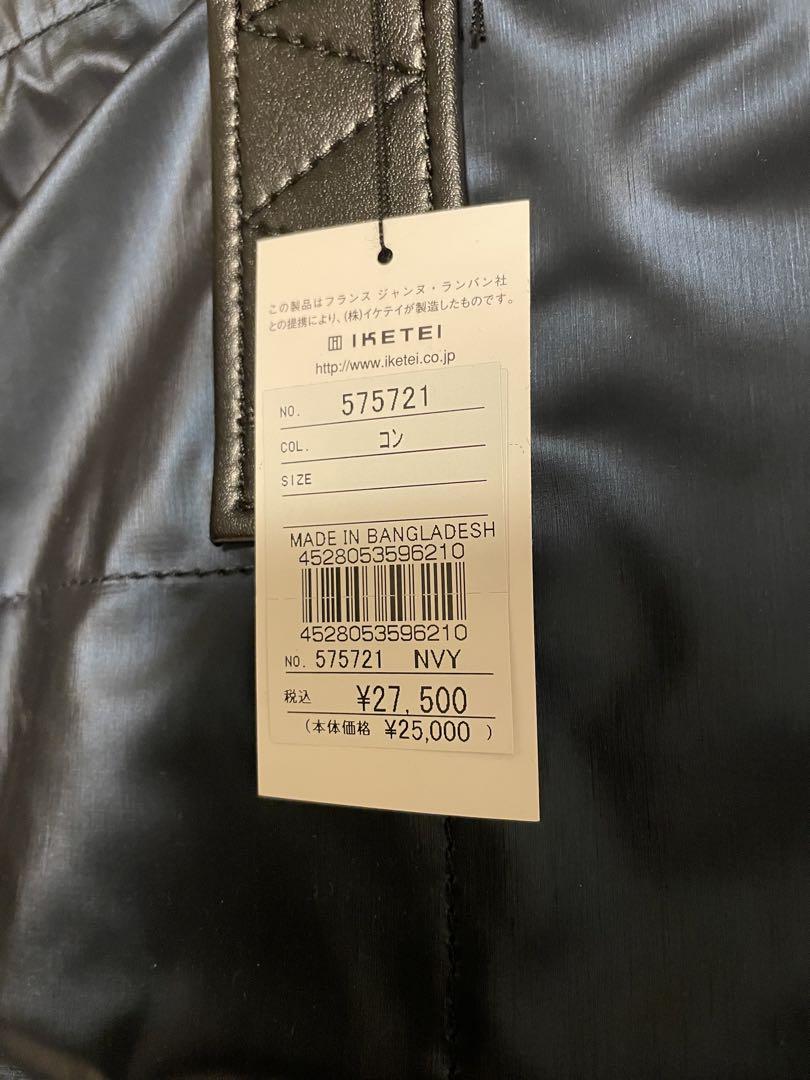 この製品はフランス ジャンヌ・ランバン社
との提携により、(株)イケテイが製造したものです。
IKETEI
http://www.iketei.co.jp
NO. 575721
COL. コン
SIZE
MADE IN BANGLADESH
4528053596210
4528053596210
NO. 575721 NVY
税込 ¥27,500
(本体価格 ¥25,000 )